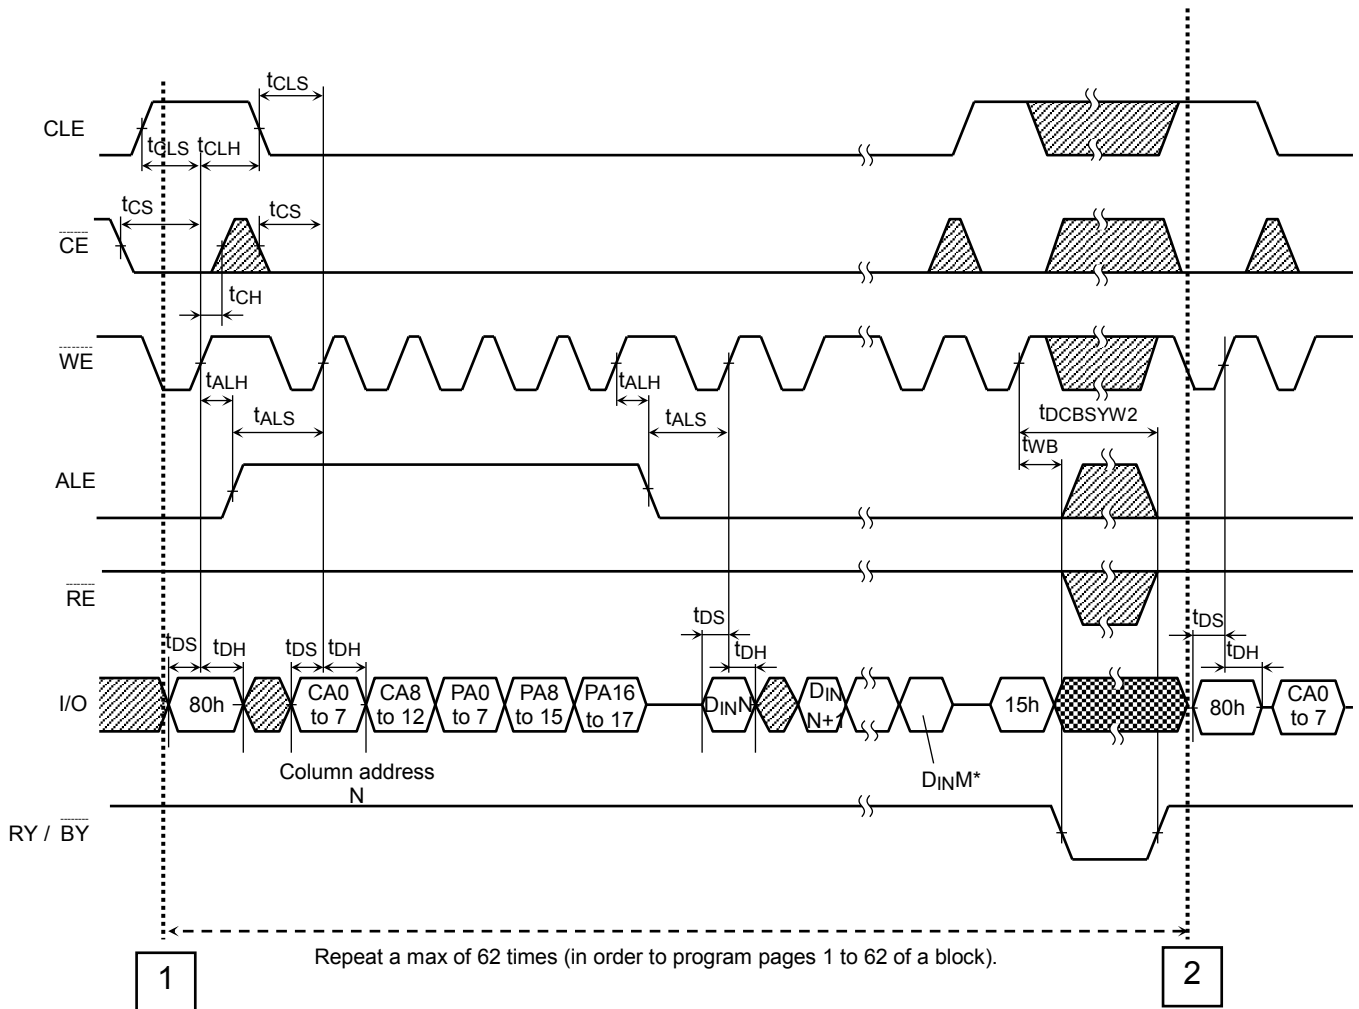 tCLS
CLE
tCLS tCLH
tCS tCS
CE
tCH
WE
tALH tALH
tALS tALS tDCBSYW2
tWB
ALE
RE
tDS tDH tDS tDH tDS tDH tDS tDH
I/O 80h CA0 to 7 CA8 to 12 PA0 to 7 PA8 to 15 PA16 to 17 DINN DIN N+1 15h 80h CA0 to 7
Column address
N
DINM*
RY / BY
Repeat a max of 62 times (in order to program pages 1 to 62 of a block).
1 2